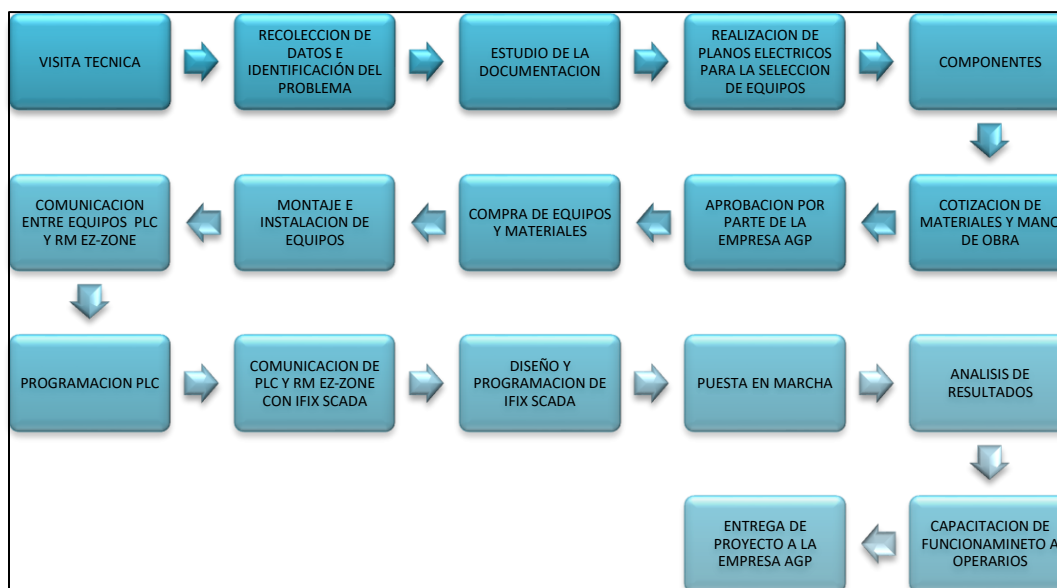 VISITA TECNICA
RECOLECCION DE
DATOS E
IDENTIFICACIÓN DEL
PROBLEMA
ESTUDIO DE LA
DOCUMENTACION
REALIZACION DE
PLANOS ELECTRICOS
PARA LA SELECCION
DE EQUIPOS
COMPONENTES
COTIZACION DE
MATERIALES Y MANO
DE OBRA
APROBACION POR
PARTE DE LA
EMPRESA AGP
COMPRA DE EQUIPOS
Y MATERIALES
MONTAJE E
INSTALACION DE
EQUIPOS
COMUNICACION
ENTRE EQUIPOS PLC
Y RM EZ-ZONE
PROGRAMACION PLC
COMUNICACION DE
PLC Y RM EZ-ZONE
CON IFIX SCADA
DISEÑO Y
PROGRAMACION DE
IFIX SCADA
PUESTA EN MARCHA
ANALISIS DE
RESULTADOS
CAPACITACION DE
FUNCIONAMINETO A
OPERARIOS
ENTREGA DE
PROYECTO A LA
EMPRESA AGP